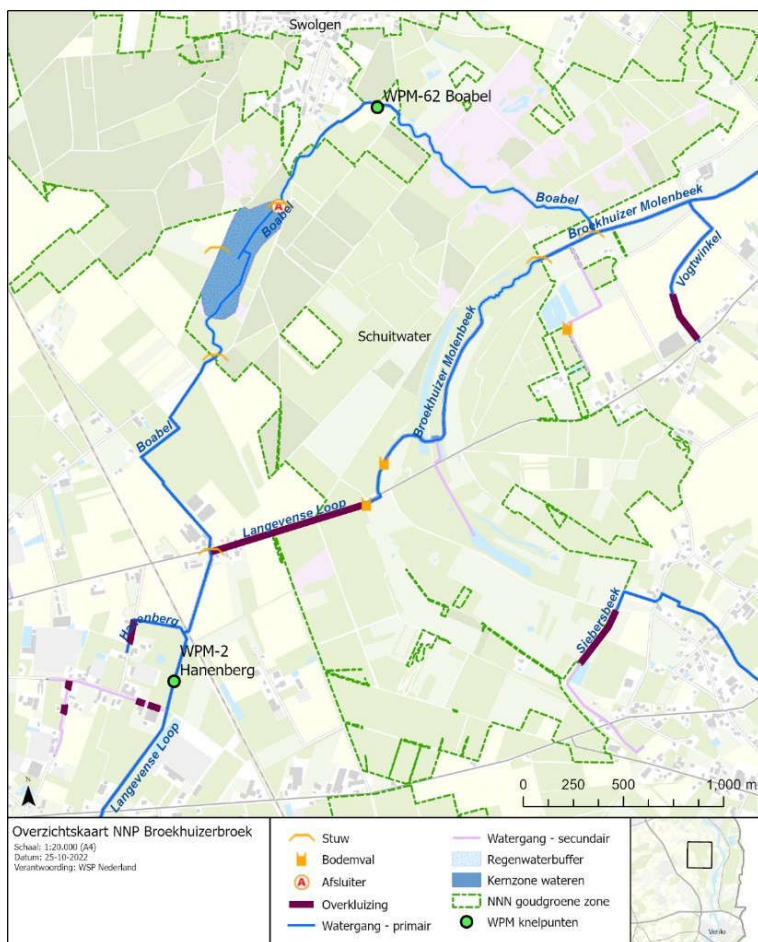 Swolgen
WPM-62 Boabel
Boabel
Boabel
Broekhuizer Molenbeek
Vogtwinkel
Schuitwater
Broekhuizer Molenbeek
Boabel
Langevense Loop
Hanenberg
WPM-2
Hanenberg
Siebersbeek
Langevense Loop
N
0 250 500 1.000 m
Overzichtskaart NNP Broekhuizerbroek
Schaal: 1:20.000 (A4)
Datum: 25-10-2022
Verantwoording: WSP Nederland
Stuw
Bodemval
A Afsluiter
Overkluizing
Watergang - primair
Watergang - secundair
Regenwaterbuffer
Kernzone wateren
NNN goudgroene zone
WPM knelpunten
Venlo